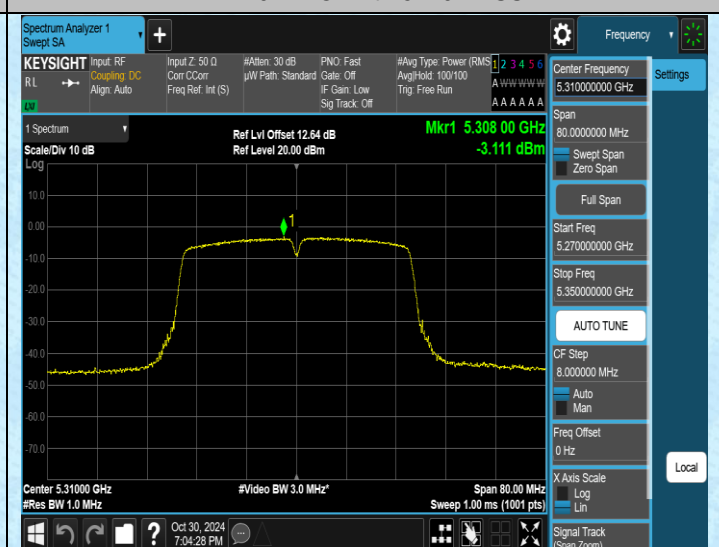 Spectrum Analyzer 1
Swept SA
+
Frequency
KEYSIGHT
RL
Input: RF
Coupling: DC
Align: Auto
Input Z: 50 Ω
Corr CCorr
Freq Ref: Int (S)
#Atten: 30 dB
µW Path: Standard
PNO: Fast
Gate: Off
IF Gain: Low
Sig Track: Off
#Avg Type: Power (RMS
Avg|Hold: 100/100
Trig: Free Run
1 2 3 4 5 6
A W W W W W
A A A A A A
1 Spectrum
Scale/Div 10 dB
Log
Ref Lvl Offset 12.64 dB
Ref Level 20.00 dBm
Mkr1 5.308 00 GHz
-3.111 dBm
10.0
0.00
-10.0
-20.0
-30.0
-40.0
-50.0
-60.0
-70.0
1
Center 5.31000 GHz
#Res BW 1.0 MHz
#Video BW 3.0 MHz*
Span 80.00 MHz
Sweep 1.00 ms (1001 pts)
?
Oct 30, 2024
7:04:28 PM
Center Frequency
5.310000000 GHz
Settings
Span
80.0000000 MHz
Swept Span
Zero Span
Full Span
Start Freq
5.270000000 GHz
Stop Freq
5.350000000 GHz
AUTO TUNE
CF Step
8.000000 MHz
Auto
Man
Freq Offset
0 Hz
X Axis Scale
Log
Lin
Local
Signal Track
(Span Zoom)